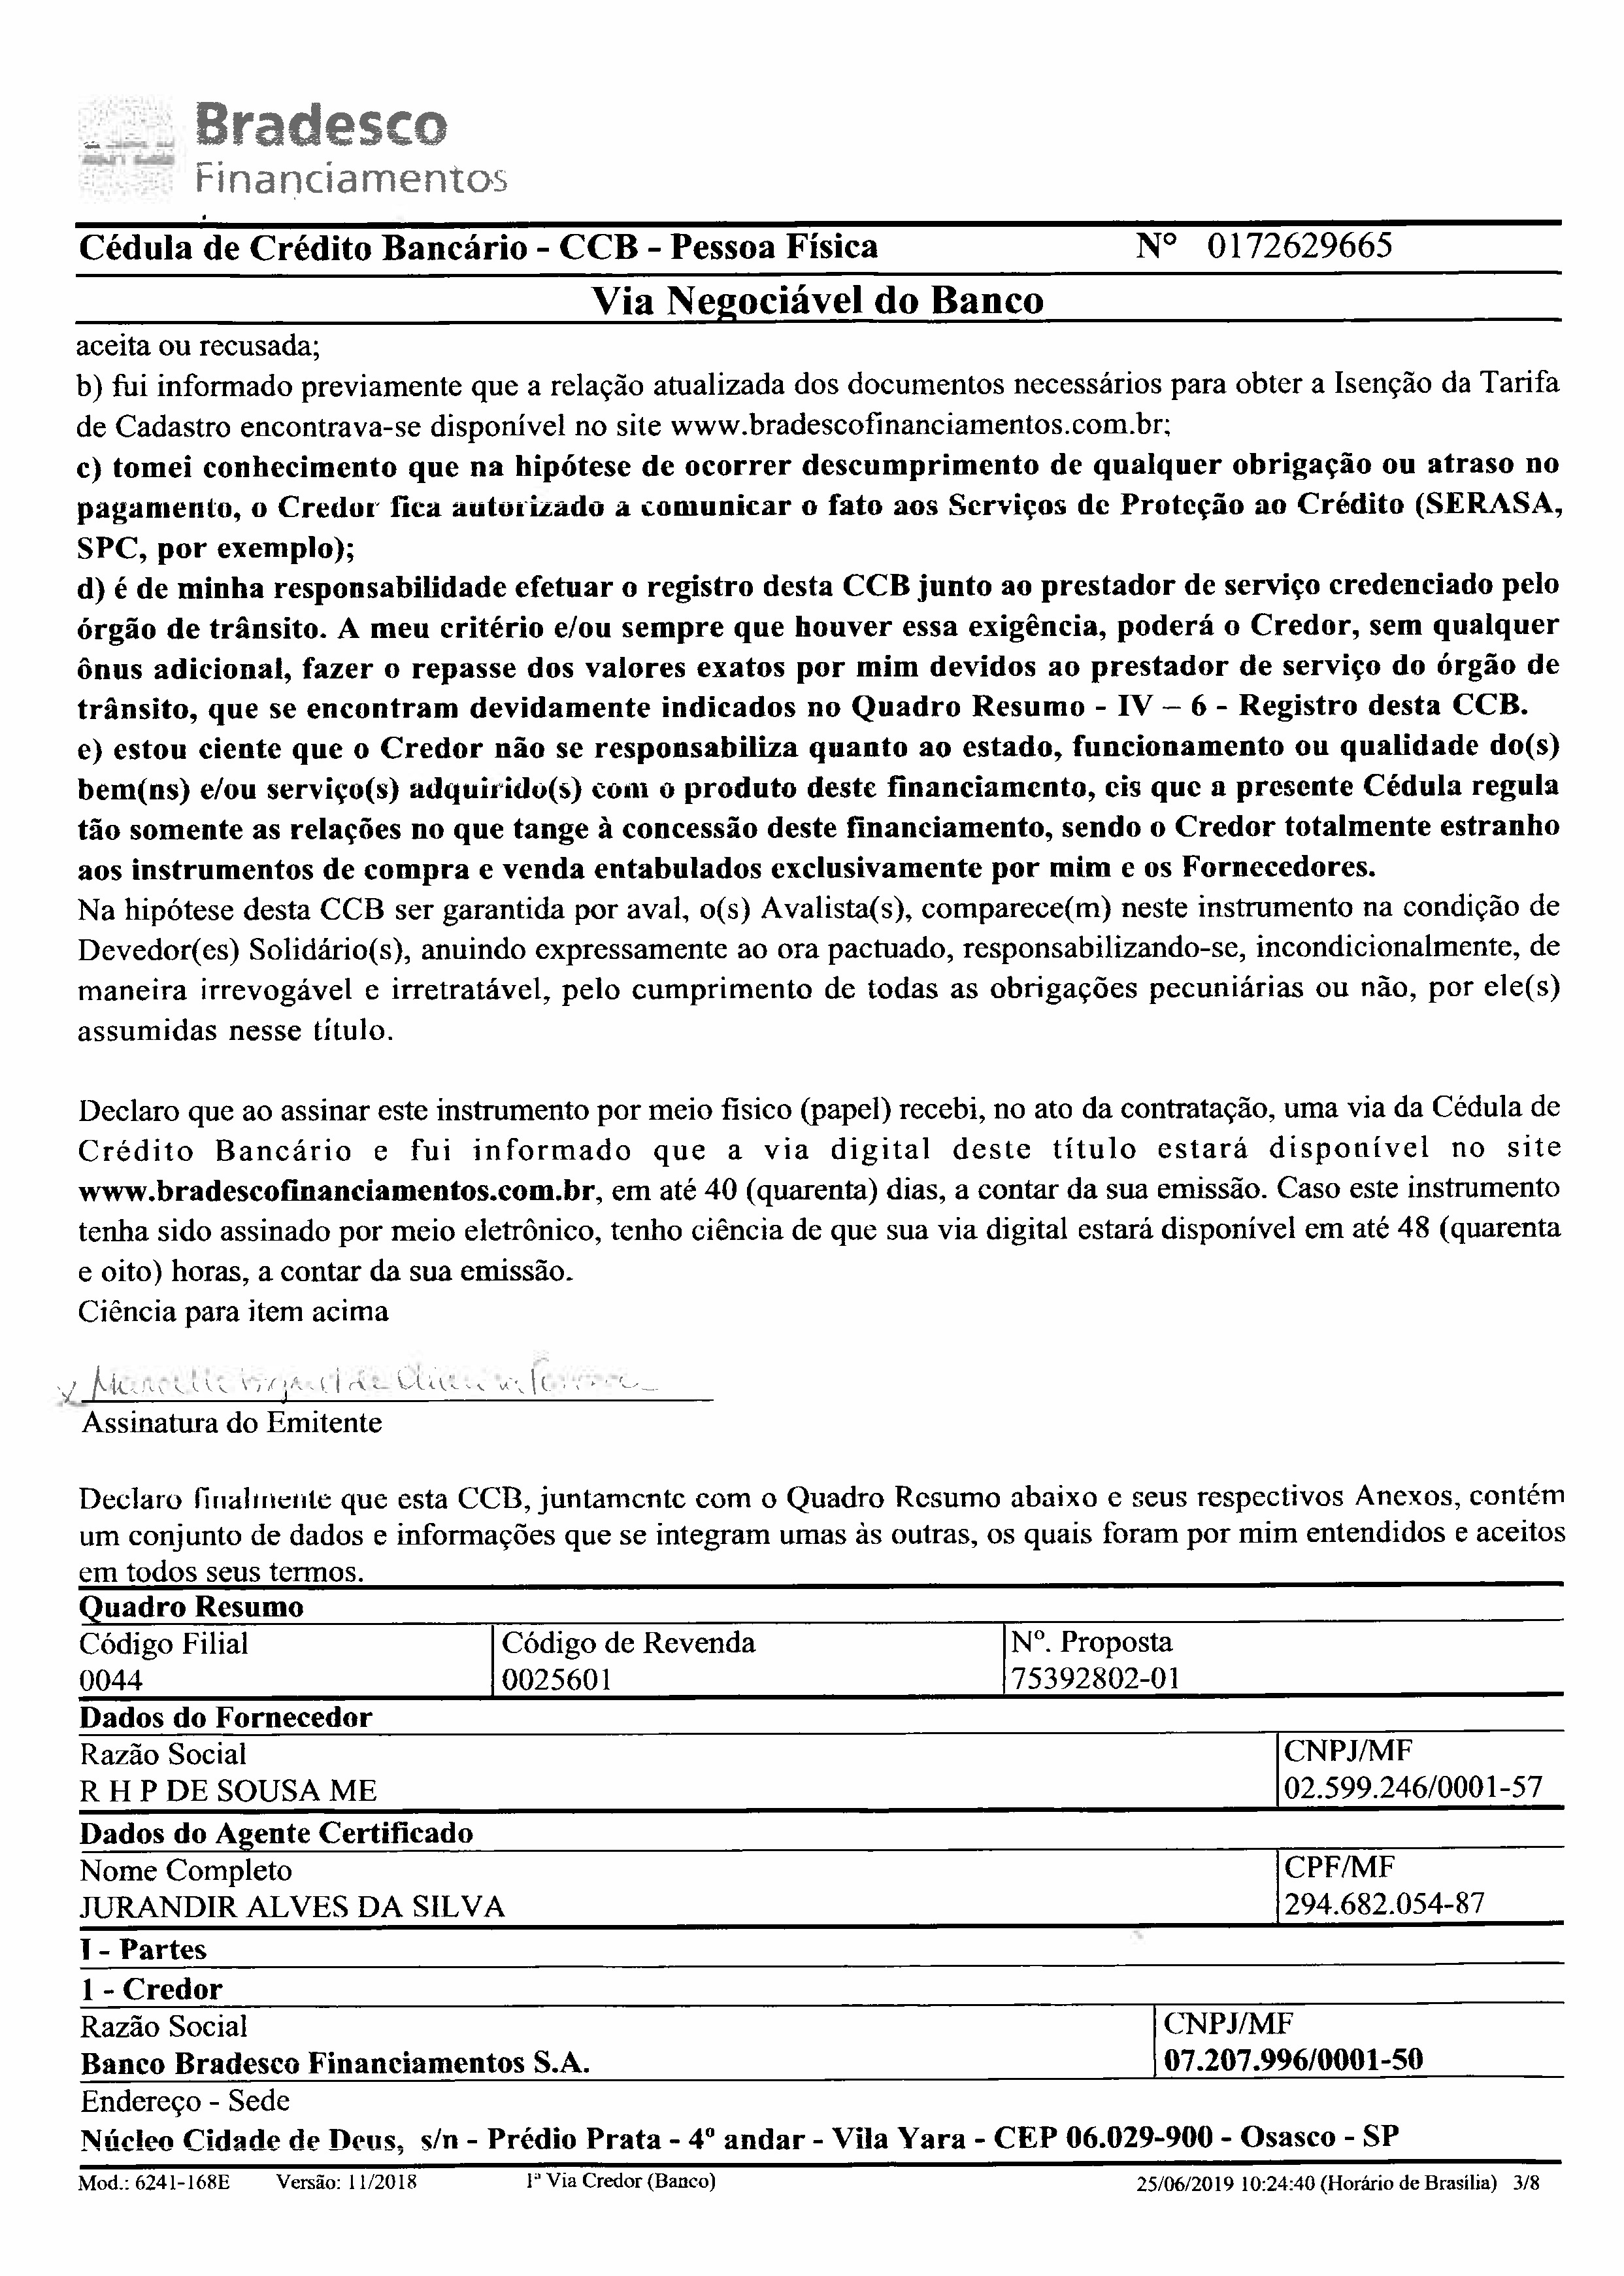 Bradesco
Financiamentos
Cédula de Crédito Bancário - CCB - Pessoa Física Nº 0172629665
Via Negociável do Banco
aceita ou recusada;
b) fui informado previamente que a relação atualizada dos documentos necessários para obter a Isenção da Tarifa
de Cadastro encontrava-se disponível no site www.bradescofinanciamentos.com.br;
c) tomei conhecimento que na hipótese de ocorrer descumprimento de qualquer obrigação ou atraso no
pagamento, o Credor fica autorizado a comunicar o fato aos Serviços de Proteção ao Crédito (SERASA,
SPC, por exemplo);
d) é de minha responsabilidade efetuar o registro desta CCB junto ao prestador de serviço credenciado pelo
órgão de trânsito. A meu critério e/ou sempre que houver essa exigência, poderá o Credor, sem qualquer
ônus adicional, fazer o repasse dos valores exatos por mim devidos ao prestador de serviço do órgão de
trânsito, que se encontram devidamente indicados no Quadro Resumo - IV – 6 - Registro desta CCB.
e) estou ciente que o Credor não se responsabiliza quanto ao estado, funcionamento ou qualidade do(s)
bem(ns) e/ou serviço(s) adquirido(s) com o produto deste financiamento, eis que a presente Cédula regula
tão somente as relações no que tange à concessão deste financiamento, sendo o Credor totalmente estranho
aos instrumentos de compra e venda entabulados exclusivamente por mim e os Fornecedores.
Na hipótese desta CCB ser garantida por aval, o(s) Avalista(s), comparece(m) neste instrumento na condição de
Devedor(es) Solidário(s), anuindo expressamente ao ora pactuado, responsabilizando-se, incondicionalmente, de
maneira irrevogável e irretratável, pelo cumprimento de todas as obrigações pecuniárias ou não, por ele(s)
assumidas nesse título.
Declaro que ao assinar este instrumento por meio físico (papel) recebi, no ato da contratação, uma via da Cédula de
Crédito Bancário e fui informado que a via digital deste título estará disponível no site
www.bradescofinanciamentos.com.br, em até 40 (quarenta) dias, a contar da sua emissão. Caso este instrumento
tenha sido assinado por meio eletrônico, tenho ciência de que sua via digital estará disponível em até 48 (quarenta
e oito) horas, a contar da sua emissão.
Ciência para item acima
x
Assinatura do Emitente
Declaro finalmente que esta CCB, juntamente com o Quadro Resumo abaixo e seus respectivos Anexos, contém
um conjunto de dados e informações que se integram umas às outras, os quais foram por mim entendidos e aceitos
em todos seus termos.
Quadro Resumo
Código Filial Código de Revenda Nº. Proposta
0044 0025601 75392802-01
Dados do Fornecedor
Razão Social CNPJ/MF
R H P DE SOUSA ME 02.599.246/0001-57
Dados do Agente Certificado
Nome Completo CPF/MF
JURANDIR ALVES DA SILVA 294.682.054-87
I - Partes
1 - Credor
Razão Social CNPJ/MF
Banco Bradesco Financiamentos S.A. 07.207.996/0001-50
Endereço - Sede
Núcleo Cidade de Deus, s/n - Prédio Prata - 4º andar - Vila Yara - CEP 06.029-900 - Osasco - SP
Mod.: 6241-168E Versão: 11/2018 1ª Via Credor (Banco) 25/06/2019 10:24:40 (Horário de Brasília) 3/8